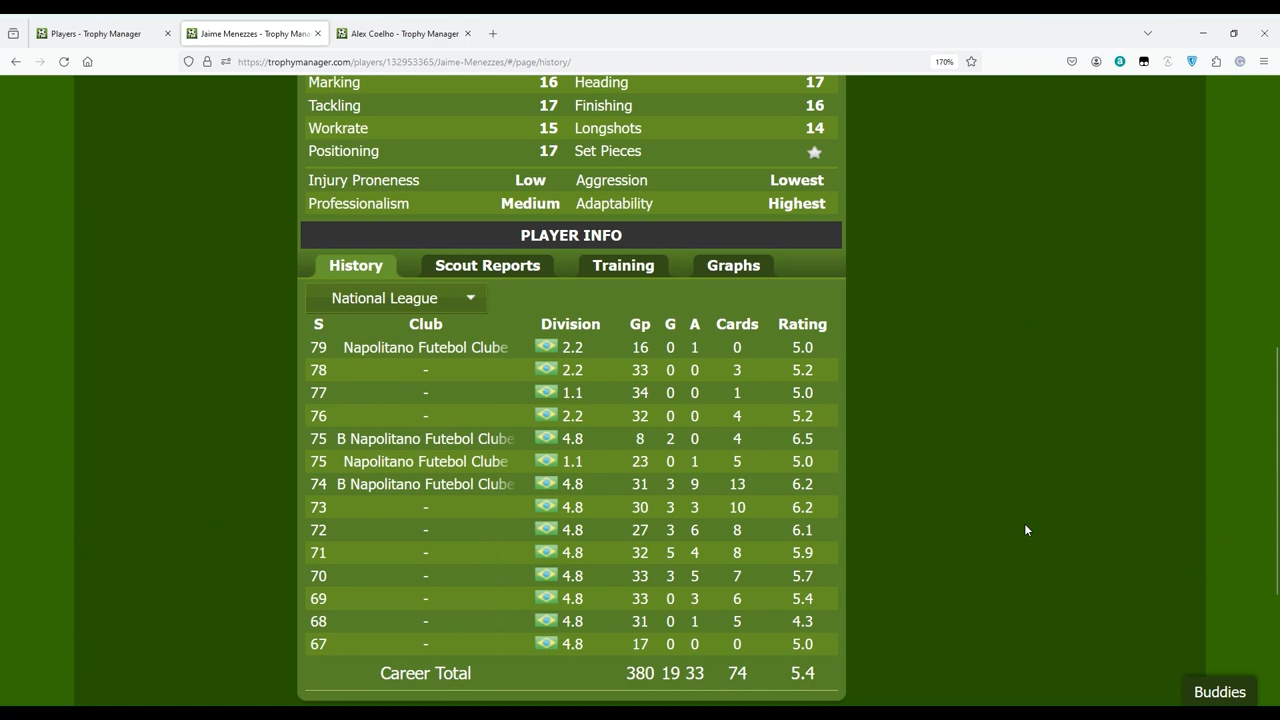 Players - Trophy Manager
Jaime Menezzes - Trophy Mana
Alex Coelho - Trophy Manager
https://trophymanager.com/players/132953365/Jaime-Menezzes/#/page/history/
170%
Marking 16 Heading 17
Tackling 17 Finishing 16
Workrate 15 Longshots 14
Positioning 17 Set Pieces
Injury Proneness Low Aggression Lowest
Professionalism Medium Adaptability Highest
PLAYER INFO
History Scout Reports Training Graphs
National League
S Club Division Gp G A Cards Rating
79 Napolitano Futebol Clube 2.2 16 0 1 0 5.0
78 - 2.2 33 0 0 3 5.2
77 - 1.1 34 0 0 1 5.0
76 - 2.2 32 0 0 4 5.2
75 B Napolitano Futebol Clube 4.8 8 2 0 4 6.5
75 Napolitano Futebol Clube 1.1 23 0 1 5 5.0
74 B Napolitano Futebol Clube 4.8 31 3 9 13 6.2
73 - 4.8 30 3 3 10 6.2
72 - 4.8 27 3 6 8 6.1
71 - 4.8 32 5 4 8 5.9
70 - 4.8 33 3 5 7 5.7
69 - 4.8 33 0 3 6 5.4
68 - 4.8 31 0 1 5 4.3
67 - 4.8 17 0 0 0 5.0
Career Total 380 19 33 74 5.4
Buddies